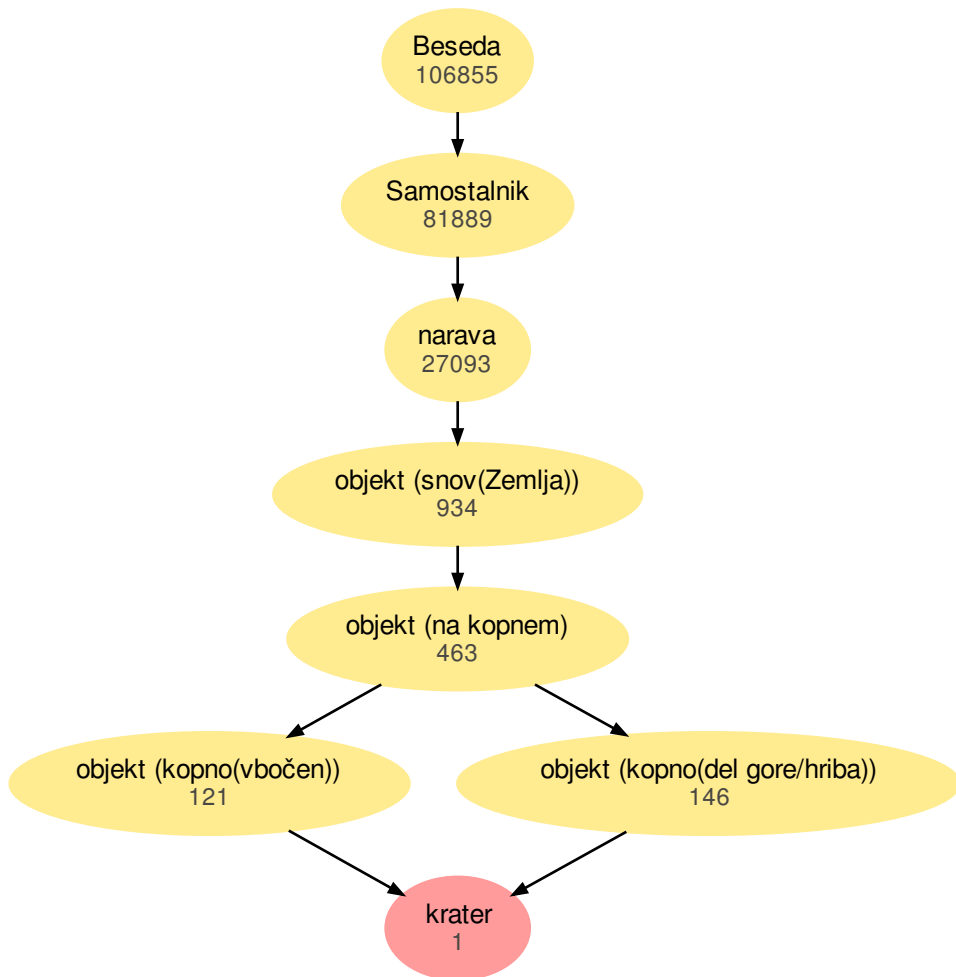 Beseda
106855
Samostalnik
81889
narava
27093
objekt (snov(Zemlja))
934
objekt (na kopnem)
463
objekt (kopno(vbočen))
121
objekt (kopno(del gore/hriba))
146
krater
1